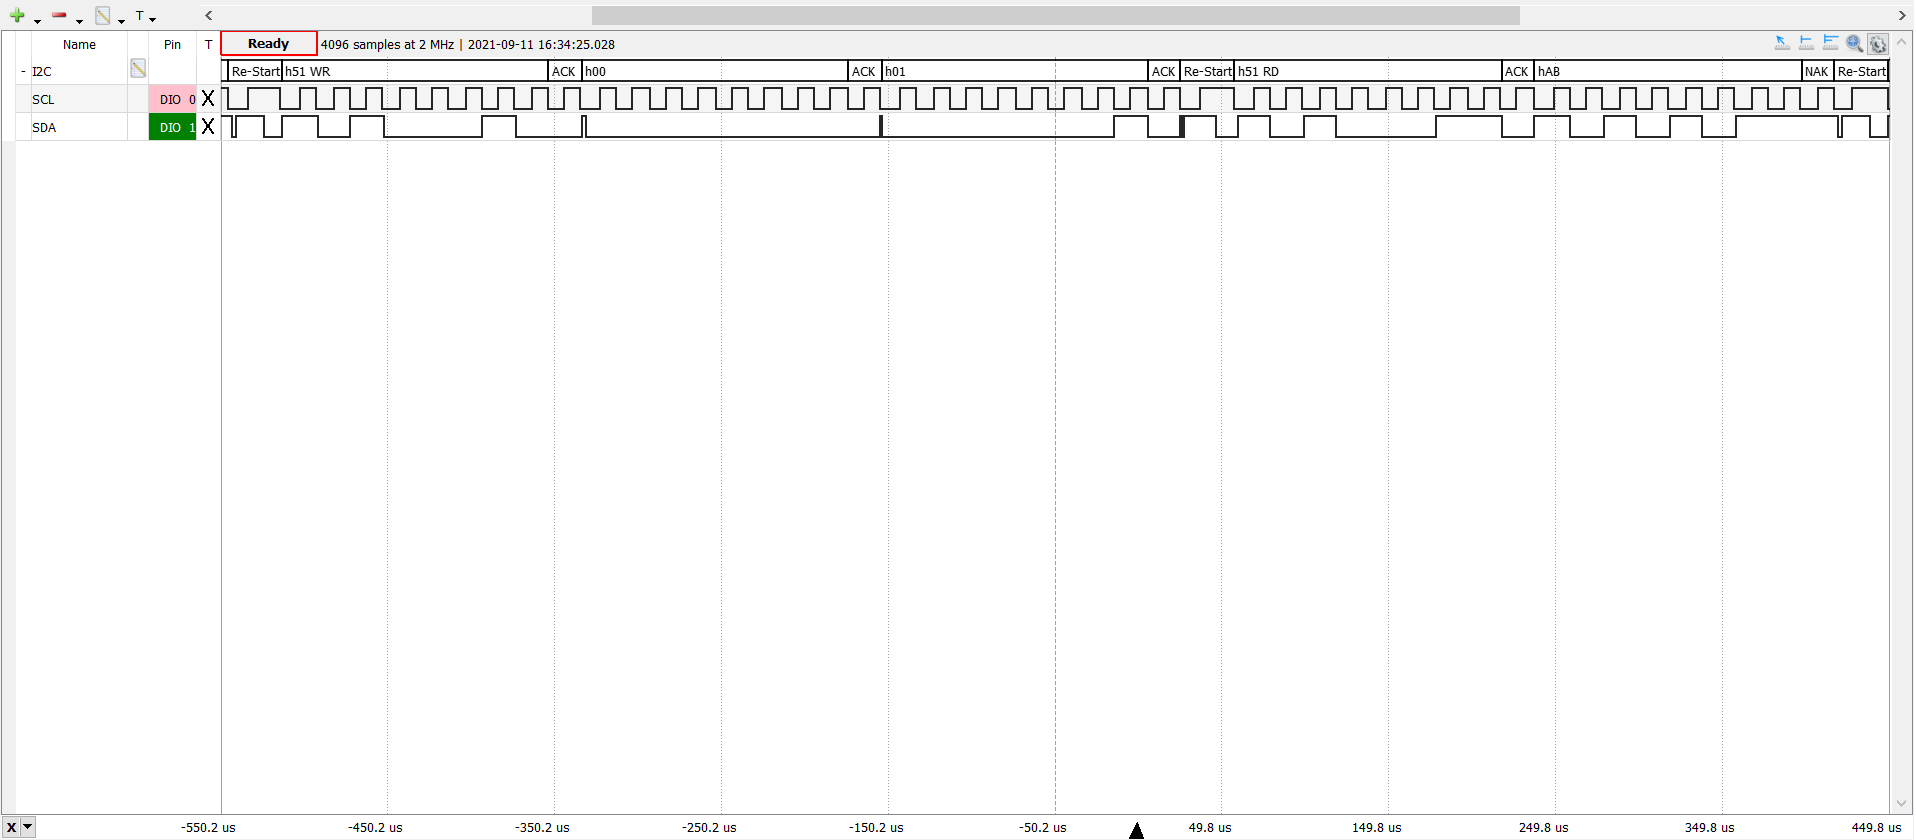 T
Name Pin T Ready 4096 samples at 2 MHz | 2021-09-11 16:34:25.028
- I2C Re-Start h51 WR ACK h00 ACK h01 ACK Re-Start h51 RD ACK hAB NAK Re-Start
SCL DIO 0 X
SDA DIO 1 X
X -550.2 us -450.2 us -350.2 us -250.2 us -150.2 us -50.2 us 49.8 us 149.8 us 249.8 us 349.8 us 449.8 us